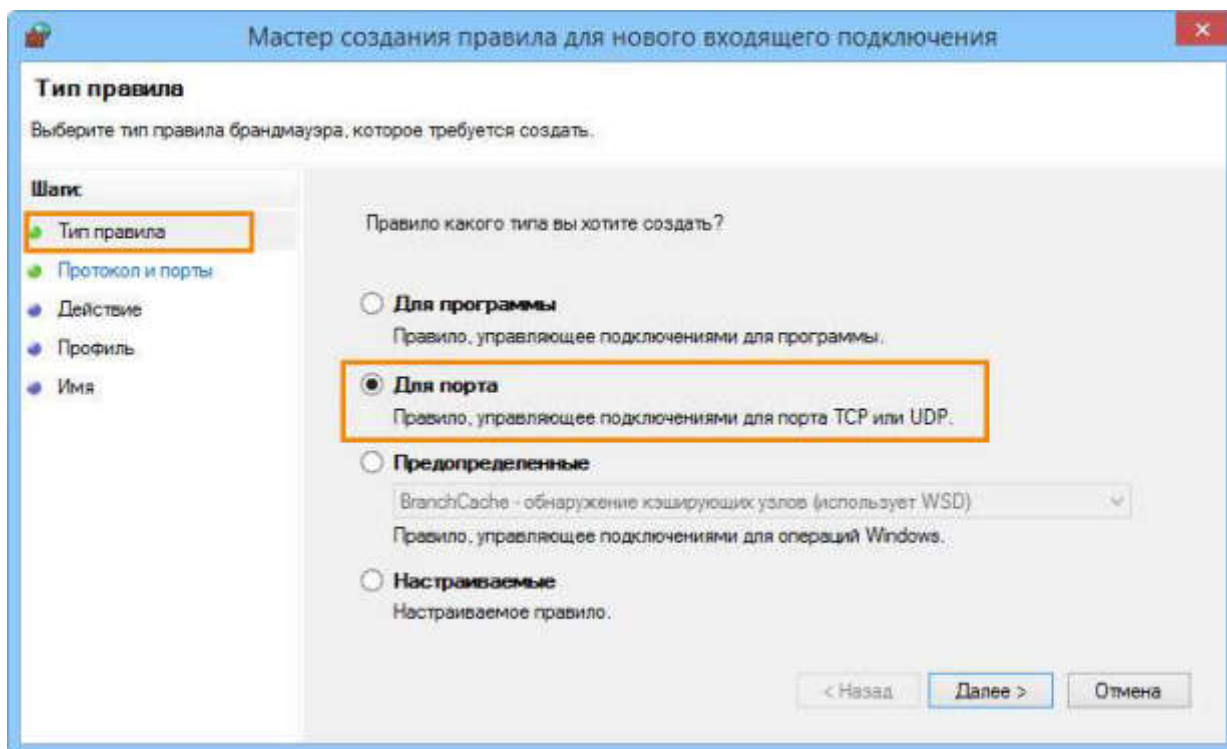 Мастер создания правила для нового входящего подключения
Тип правила
Выберите тип правила брандмауэра, которое требуется создать.
Шаги:
Тип правила
Протокол и порты
Действие
Профиль
Имя
Правило какого типа вы хотите создать?
Для программы
Правило, управляющее подключениями для программы.
Для порта
Правило, управляющее подключениями для порта TCP или UDP.
Предопределенные
BranchCache - обнаружение кэширующих узлов (использует WSD)
Правило, управляющее подключениями для операций Windows.
Настраиваемые
Настраиваемое правило.
< Назад
Далее >
Отмена